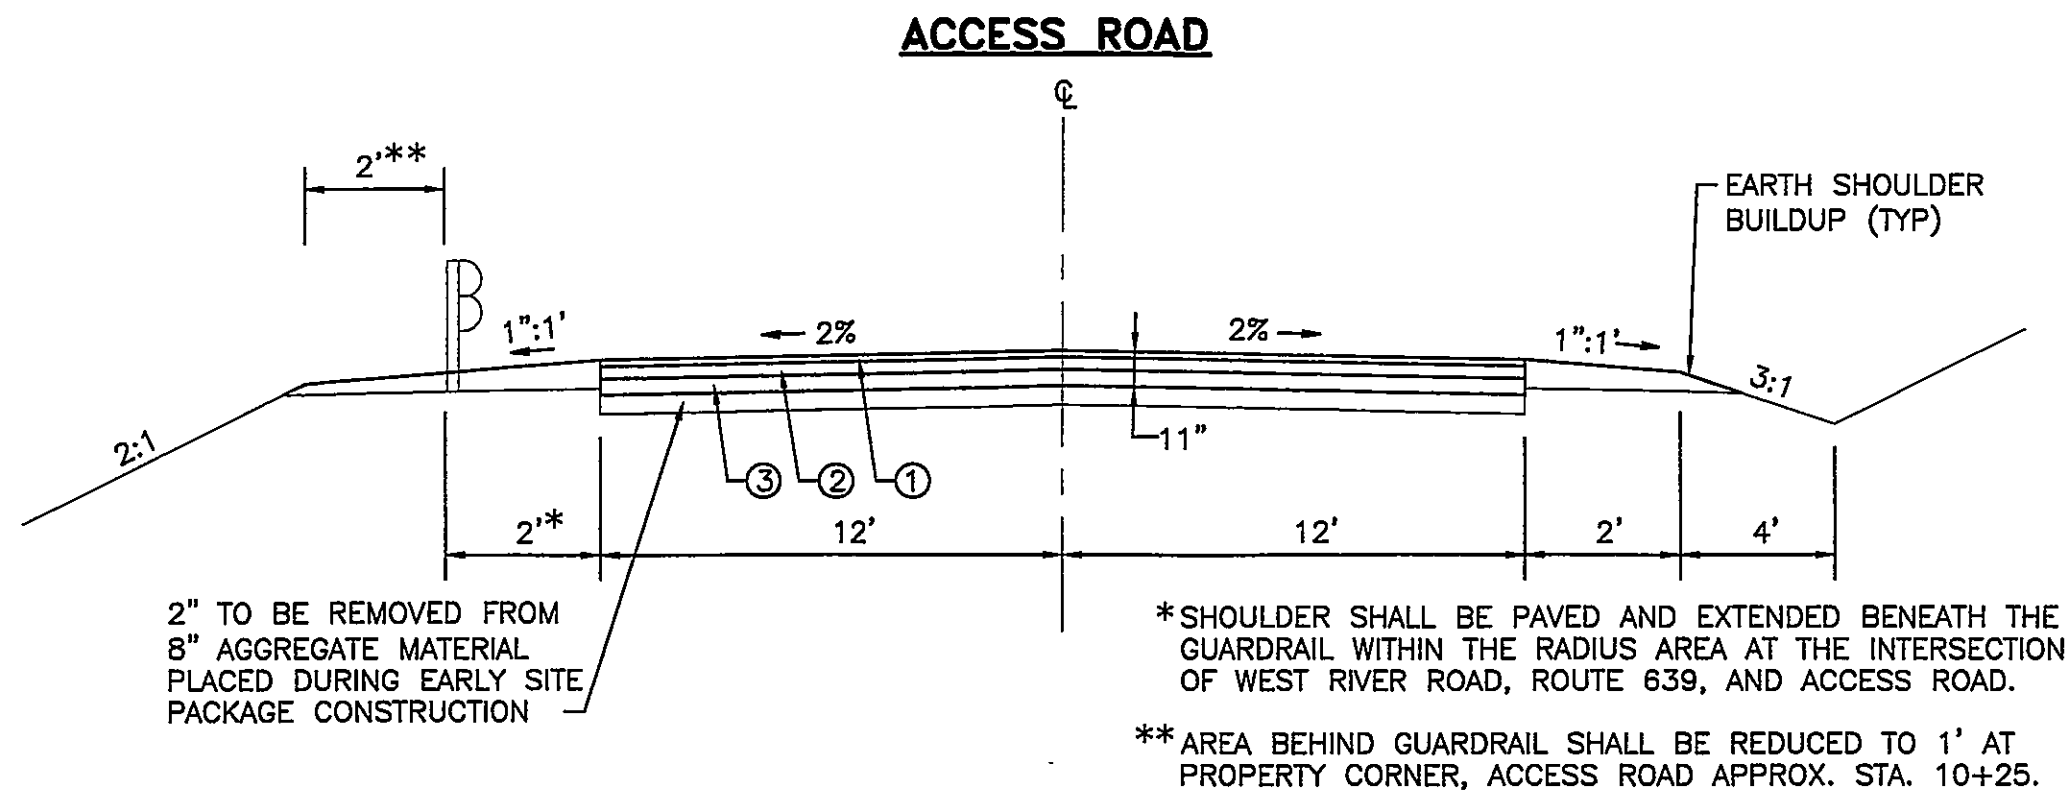 ACCESS ROAD
℄
2'**
EARTH SHOULDER
BUILDUP (TYP)
1":1'
2%
2%
1":1'
3:1
2:1
11"
3
2
1
2'*
12'
12'
2'
4'
2" TO BE REMOVED FROM
8" AGGREGATE MATERIAL
PLACED DURING EARLY SITE
PACKAGE CONSTRUCTION
* SHOULDER SHALL BE PAVED AND EXTENDED BENEATH THE
GUARDRAIL WITHIN THE RADIUS AREA AT THE INTERSECTION
OF WEST RIVER ROAD, ROUTE 639, AND ACCESS ROAD.
** AREA BEHIND GUARDRAIL SHALL BE REDUCED TO 1' AT
PROPERTY CORNER, ACCESS ROAD APPROX. STA. 10+25.